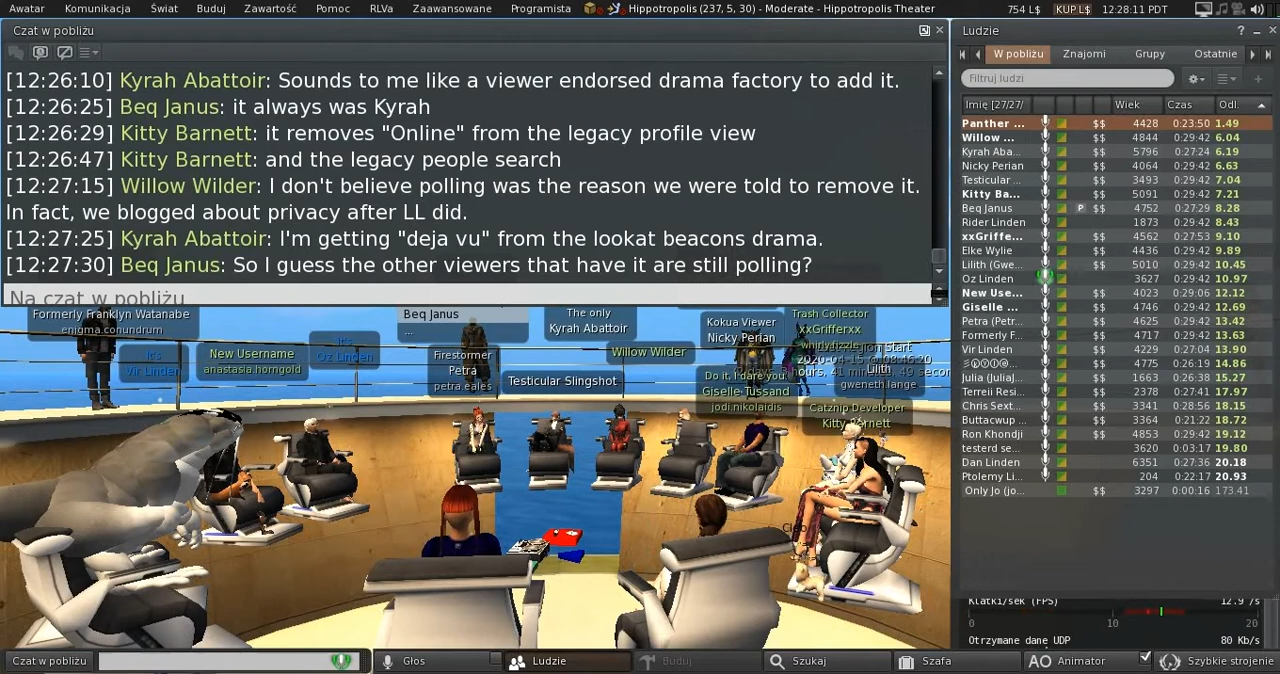 Awatar Komunikacja Świat Buduj Zawartość Pomoc RLVa Zaawansowane Programista Hippotropolis (237, 5, 30) - Moderate - Hippotropolis Theater 754 L$ KUP L$ 12:28:11 PDT
Czat w pobliżu
[12:26:10] Kyrah Abattoir: Sounds to me like a viewer endorsed drama factory to add it.
[12:26:25] Beq Janus: it always was Kyrah
[12:26:29] Kitty Barnett: it removes "Online" from the legacy profile view
[12:26:47] Kitty Barnett: and the legacy people search
[12:27:15] Willow Wilder: I don't believe polling was the reason we were told to remove it.
In fact, we blogged about privacy after LL did.
[12:27:25] Kyrah Abattoir: I'm getting "deja vu" from the lookat beacons drama.
[12:27:30] Beq Janus: So I guess the other viewers that have it are still polling?
Na czat w pobliżu
Formerly Franklyn Watanabe
enigma.conundrum
It's
Vir Linden
New Username
anastasia.horngold
It's
Oz Linden
Beq Janus
...
Firestormer
Petra
petra.eales
The only
Kyrah Abattoir
Testicular Slingshot
Willow Wilder
Kokua Viewer
Nicky Perian
Trash Collector
xxGrifferxx
whirly.fizzle
Start
2020-04-15 @ 08:46:20
hours, 41 min 49 secon
Lilith
gweneth.lange
Do it, I dare you.
Giselle Tussand
jodi.nikolaidis
Catznip Developer
Kitty Barnett
Ludzie
? _ ×
W pobliżu Znajomi Grupy Ostatnie
Filtruj ludzi
Imię [27/27/ Wiek Czas Odl.
Panther ... $$ 4428 0:23:50 1.49
Willow ... $$ 4844 0:29:42 6.04
Kyrah Aba... $$ 5796 0:27:24 6.19
Nicky Perian $$ 4064 0:29:42 6.63
Testicular ... $$ 3493 0:29:42 7.04
Kitty Ba... $$ 5091 0:29:42 7.21
Beq Janus P $$ 4752 0:27:29 8.28
Rider Linden 1873 0:29:42 8.43
xxGriffe... $$ 4562 0:27:53 9.10
Elke Wylie $$ 4436 0:29:42 9.89
Lilith (Gwe... $$ 5010 0:29:42 10.45
Oz Linden 3627 0:29:42 10.97
New Use... $$ 4023 0:29:06 12.12
Giselle ... $$ 4746 0:29:42 12.69
Petra (Petr... $$ 4625 0:29:42 13.42
Formerly F... $$ 4717 0:29:42 13.63
Vir Linden $$ 4229 0:27:04 13.90
$$ 4775 0:26:19 14.86
Julia (JuliaJ... $$ 1663 0:26:38 15.27
Terreii Resi... $$ 2378 0:27:41 17.97
Chris Sext... $$ 3341 0:28:56 18.15
Buttacwup ... $$ 3364 0:21:22 18.72
Ron Khondji $$ 4853 0:29:42 19.12
testerd se... 3620 0:03:17 19.80
Dan Linden 6351 0:27:36 20.18
Ptolemy Li... 204 0:22:17 20.93
Only Jo (jo... $$ 3297 0:00:16 173.41
Klatki/sek (FPS) 12.9 /s
0 10 20
Otrzymane dane UDP 80 Kb/s
Czat w pobliżu Głos Ludzie Buduj Szukaj Szafa AO Animator Szybkie strojenie